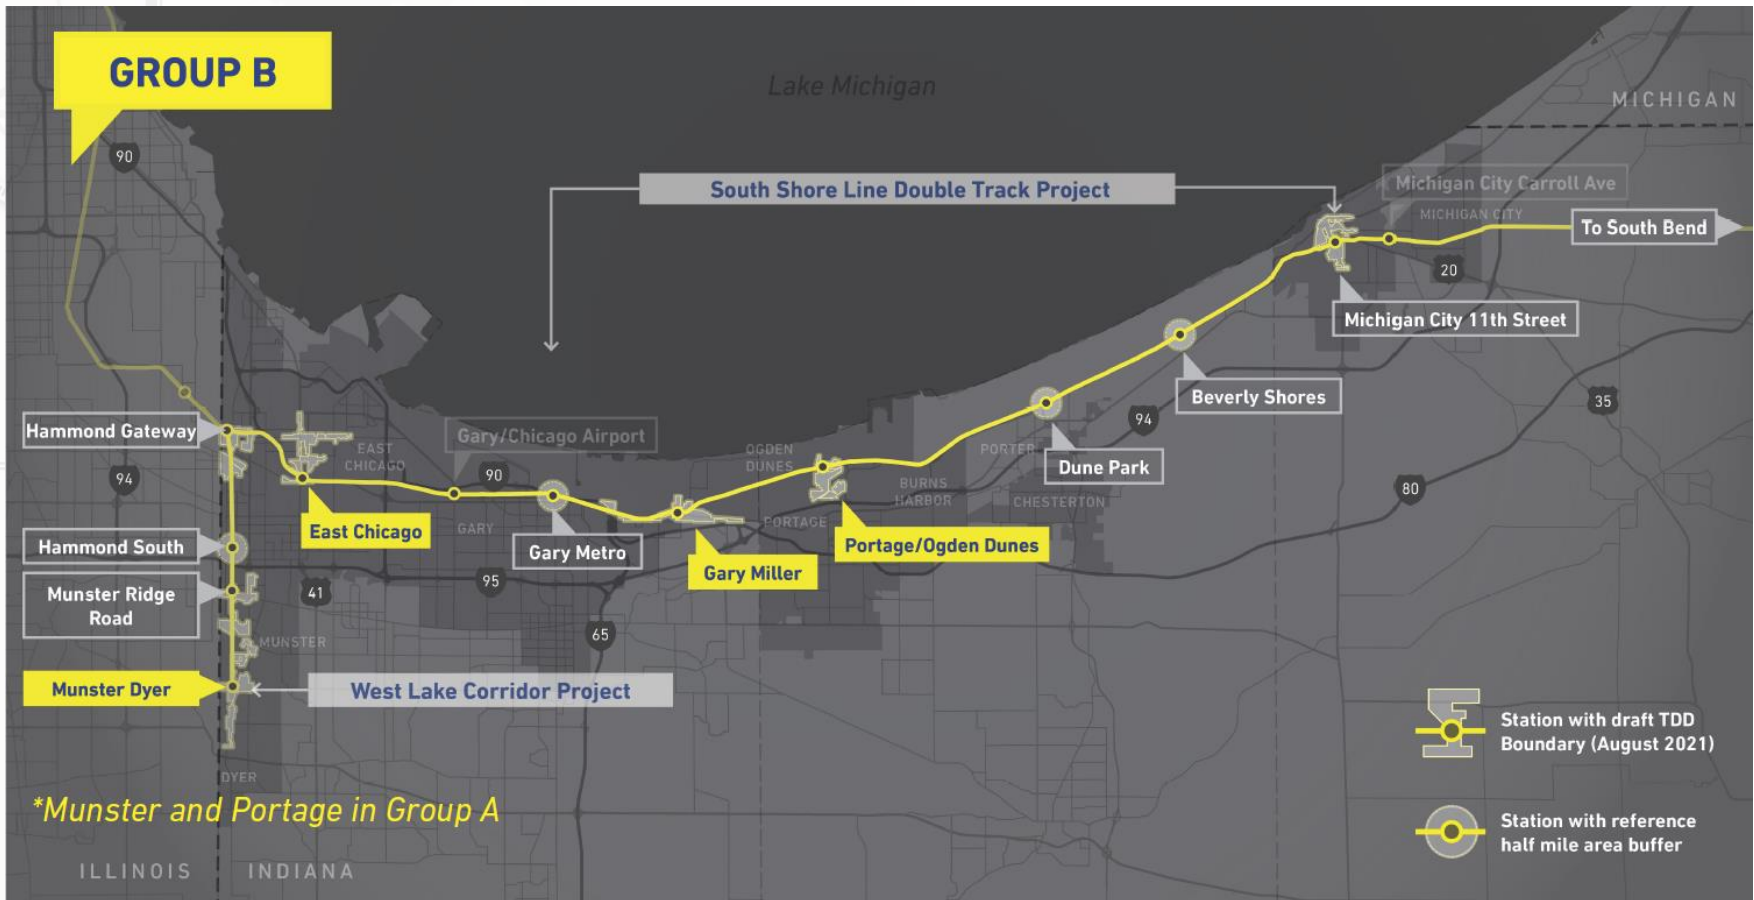 GROUP B
Lake Michigan
MICHIGAN
90
South Shore Line Double Track Project
Michigan City Carroll Ave
MICHIGAN CITY
To South Bend
20
Michigan City 11th Street
Beverly Shores
35
94
Hammond Gateway
Gary/Chicago Airport
EAST
CHICAGO
OGDEN
DUNES
PORTER
Dune Park
94
90
BURNS
HARBOR
CHESTERTON
80
East Chicago
GARY
PORTAGE
Hammond South
Gary Metro
Portage/Ogden Dunes
Gary Miller
Munster Ridge
Road
41
95
65
MUNSTER
Munster Dyer
West Lake Corridor Project
Station with draft TDD
Boundary (August 2021)
DYER
*Munster and Portage in Group A
Station with reference
half mile area buffer
ILLINOIS
INDIANA